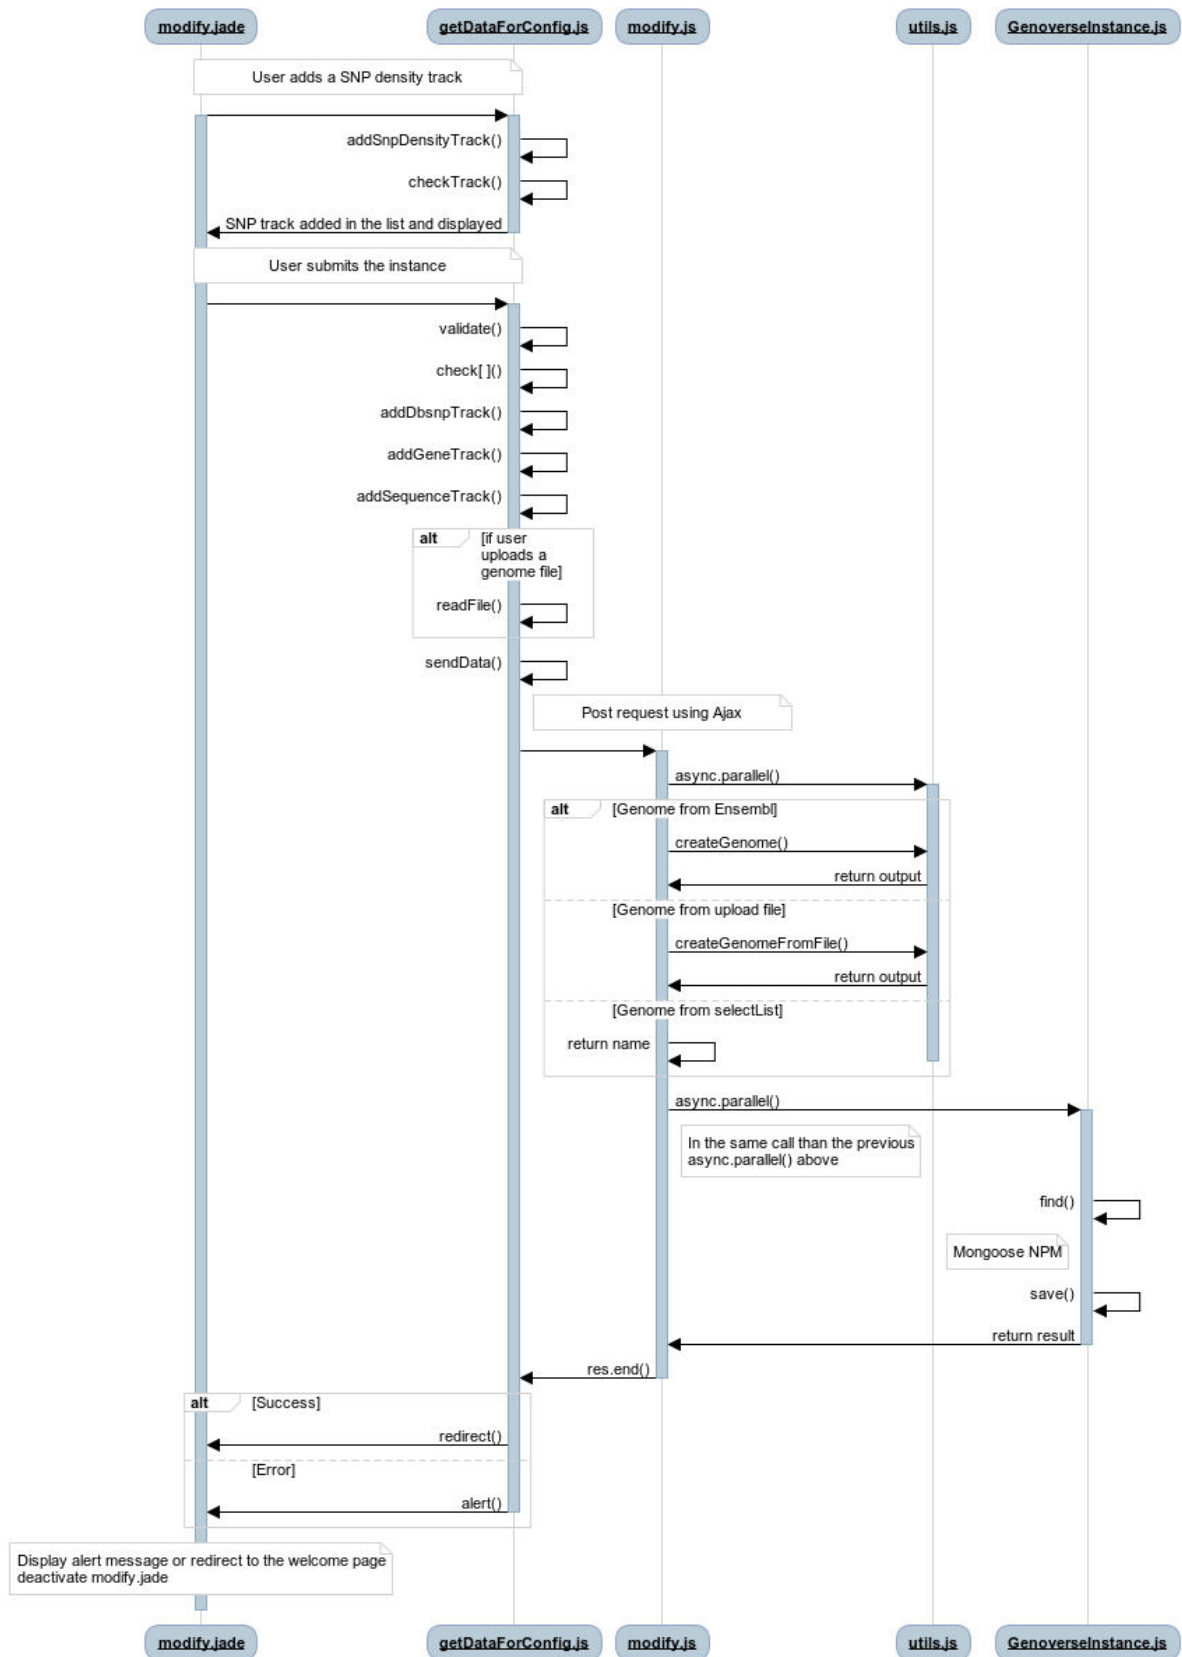 modify.jade
getDataForConfig.js
modify.js
utils.js
GenoverseInstance.js
User adds a SNP density track
addSnpDensityTrack()
checkTrack()
SNP track added in the list and displayed
User submits the instance
validate()
check[ ]()
addDbsnpTrack()
addGeneTrack()
addSequenceTrack()
alt
[if user
uploads a
genome file]
readFile()
sendData()
Post request using Ajax
async.parallel()
alt
[Genome from Ensembl]
createGenome()
return output
[Genome from upload file]
createGenomeFromFile()
return output
[Genome from selectList]
return name
async.parallel()
In the same call than the previous
async.parallel() above
find()
Mongoose NPM
save()
return result
res.end()
alt
[Success]
redirect()
[Error]
alert()
Display alert message or redirect to the welcome page
deactivate modify.jade
modify.jade
getDataForConfig.js
modify.js
utils.js
GenoverseInstance.js